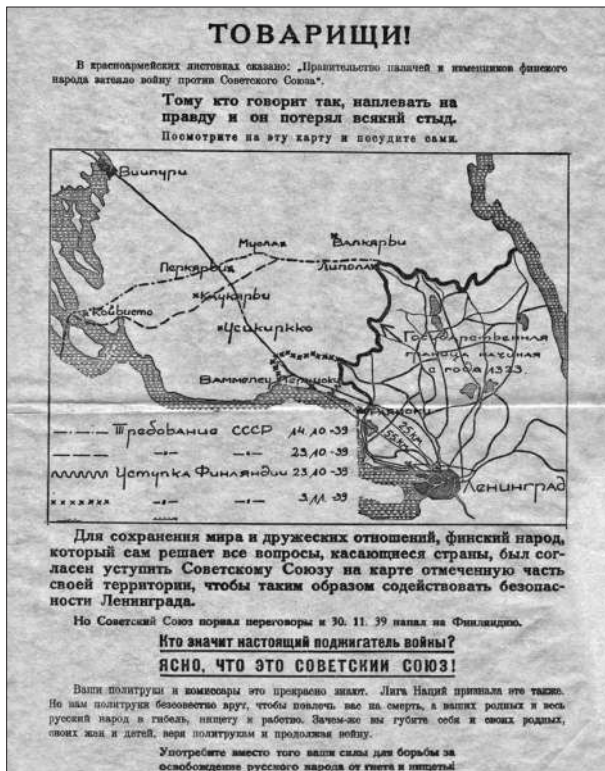 ТОВАРИЩИ!
В красноармейских листовках сказано: „Правительство палачей и изменников финского
народа затеяло войну против Советского Союза“.
Тому кто говорит так, наплевать на
правду и он потерял всякий стыд.
Посмотрите на эту карту и посудите сами.
Виипури
Валкярви
Муолаа
Перкярви
Липола
Койвисто
Кнукярви
Усикиркко
Государственная
граница начиная
с года 1323.
Ваммелсу
25 км
55 км
Ленинград
III Требование СССР 14.10-39
—„— —„— 23.10-39
Уступка Финляндии 23.10-39
—„— —„— 3.11.-39
Для сохранения мира и дружеских отношений, финский народ,
который сам решает все вопросы, касающиеся страны, был сог-
ласен уступить Советскому Союзу на карте отмеченную часть
своей территории, чтобы таким образом содействовать безопас-
ности Ленинграда.
Но Советский Союз порвал переговоры и 30. 11. 39 напал на Финляндию.
Кто значит настоящий поджигатель войны?
ЯСНО, ЧТО ЭТО СОВЕТСКИЙ СОЮЗ!
Ваши политруки и комиссары это прекрасно знают. Лига Наций признала это также.
Но вам политруки безсовестно врут, чтобы повлечь вас на смерть, а ваших родных и весь
русский народ в гибель, нищету и рабство. Зачем-же вы губите себя и своих родных,
своих жан и детей, веря политрукам и продолжая войну.
Употребите вместо того ваши силы для борьбы за
освобождение русского народа от гнета и нищеты!